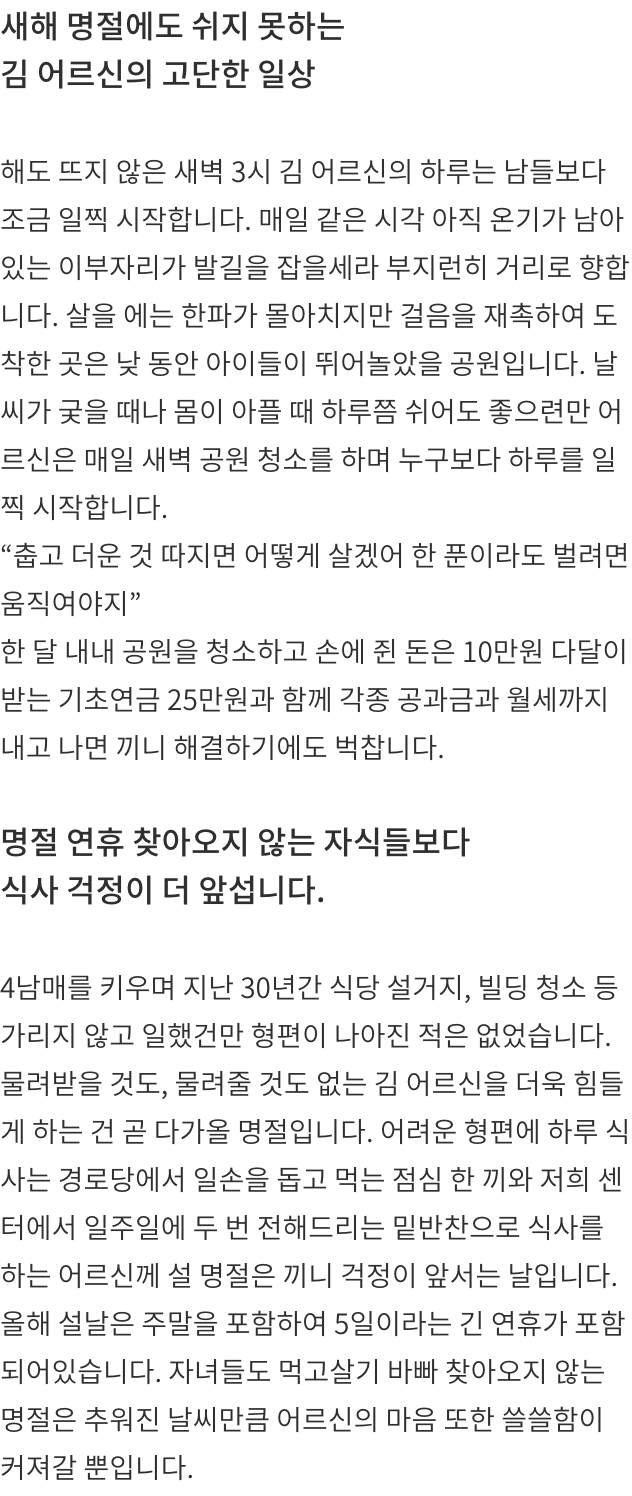 새해 명절에도 쉬지 못하는
김 어르신의 고단한 일상
해도 뜨지 않은 새벽 3시 김 어르신의 하루는 남들보다
조금 일찍 시작합니다. 매일 같은 시각 아직 온기가 남아
있는 이부자리가 발길을 잡을세라 부지런히 거리로 향합
니다. 살을 에는 한파가 몰아치지만 걸음을 재촉하여 도
착한 곳은 낮 동안 아이들이 뛰어놀았을 공원입니다. 날
씨가 궂을 때나 몸이 아플 때 하루쯤 쉬어도 좋으련만 어
르신은 매일 새벽 공원 청소를 하며 누구보다 하루를 일
찍 시작합니다.
“춥고 더운 것 따지면 어떻게 살겠어 한 푼이라도 벌려면
움직여야지”
한 달 내내 공원을 청소하고 손에 쥔 돈은 10만원 다달이
받는 기초연금 25만원과 함께 각종 공과금과 월세까지
내고 나면 끼니 해결하기에도 벅찹니다.
명절 연휴 찾아오지 않는 자식들보다
식사 걱정이 더 앞섭니다.
4남매를 키우며 지난 30년간 식당 설거지, 빌딩 청소 등
가리지 않고 일했건만 형편이 나아진 적은 없었습니다.
물려받을 것도, 물려줄 것도 없는 김 어르신을 더욱 힘들
게 하는 건 곧 다가올 명절입니다. 어려운 형편에 하루 식
사는 경로당에서 일손을 돕고 먹는 점심 한 끼와 저희 센
터에서 일주일에 두 번 전해드리는 밑반찬으로 식사를
하는 어르신께 설 명절은 끼니 걱정이 앞서는 날입니다.
올해 설날은 주말을 포함하여 5일이라는 긴 연휴가 포함
되어있습니다. 자녀들도 먹고살기 바빠 찾아오지 않는
명절은 추워진 날씨만큼 어르신의 마음 또한 쓸쓸함이
커져갈 뿐입니다.